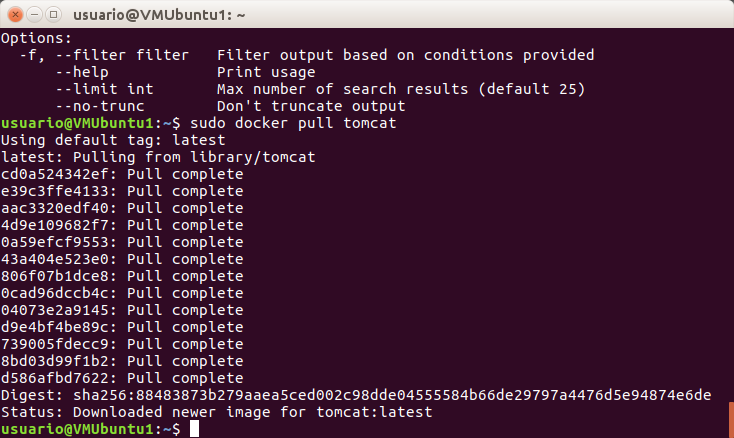 usuario@VMUbuntu1: ~
Options:
  -f, --filter filter   Filter output based on conditions provided
      --help            Print usage
      --limit int       Max number of search results (default 25)
      --no-trunc        Don't truncate output
usuario@VMUbuntu1:~$ sudo docker pull tomcat
Using default tag: latest
latest: Pulling from library/tomcat
cd0a524342ef: Pull complete
e39c3ffe4133: Pull complete
aac3320edf40: Pull complete
4d9e109682f7: Pull complete
0a59efcf9553: Pull complete
43a404e523e0: Pull complete
806f07b1dce8: Pull complete
0cad96dccb4c: Pull complete
04073e2a9145: Pull complete
d9e4bf4be89c: Pull complete
739005fdecc9: Pull complete
8bd03d99f1b2: Pull complete
d586afbd7622: Pull complete
Digest: sha256:88483873b279aaea5ced002c98dde04555584b66de29797a4476d5e94874e6de
Status: Downloaded newer image for tomcat:latest
usuario@VMUbuntu1:~$